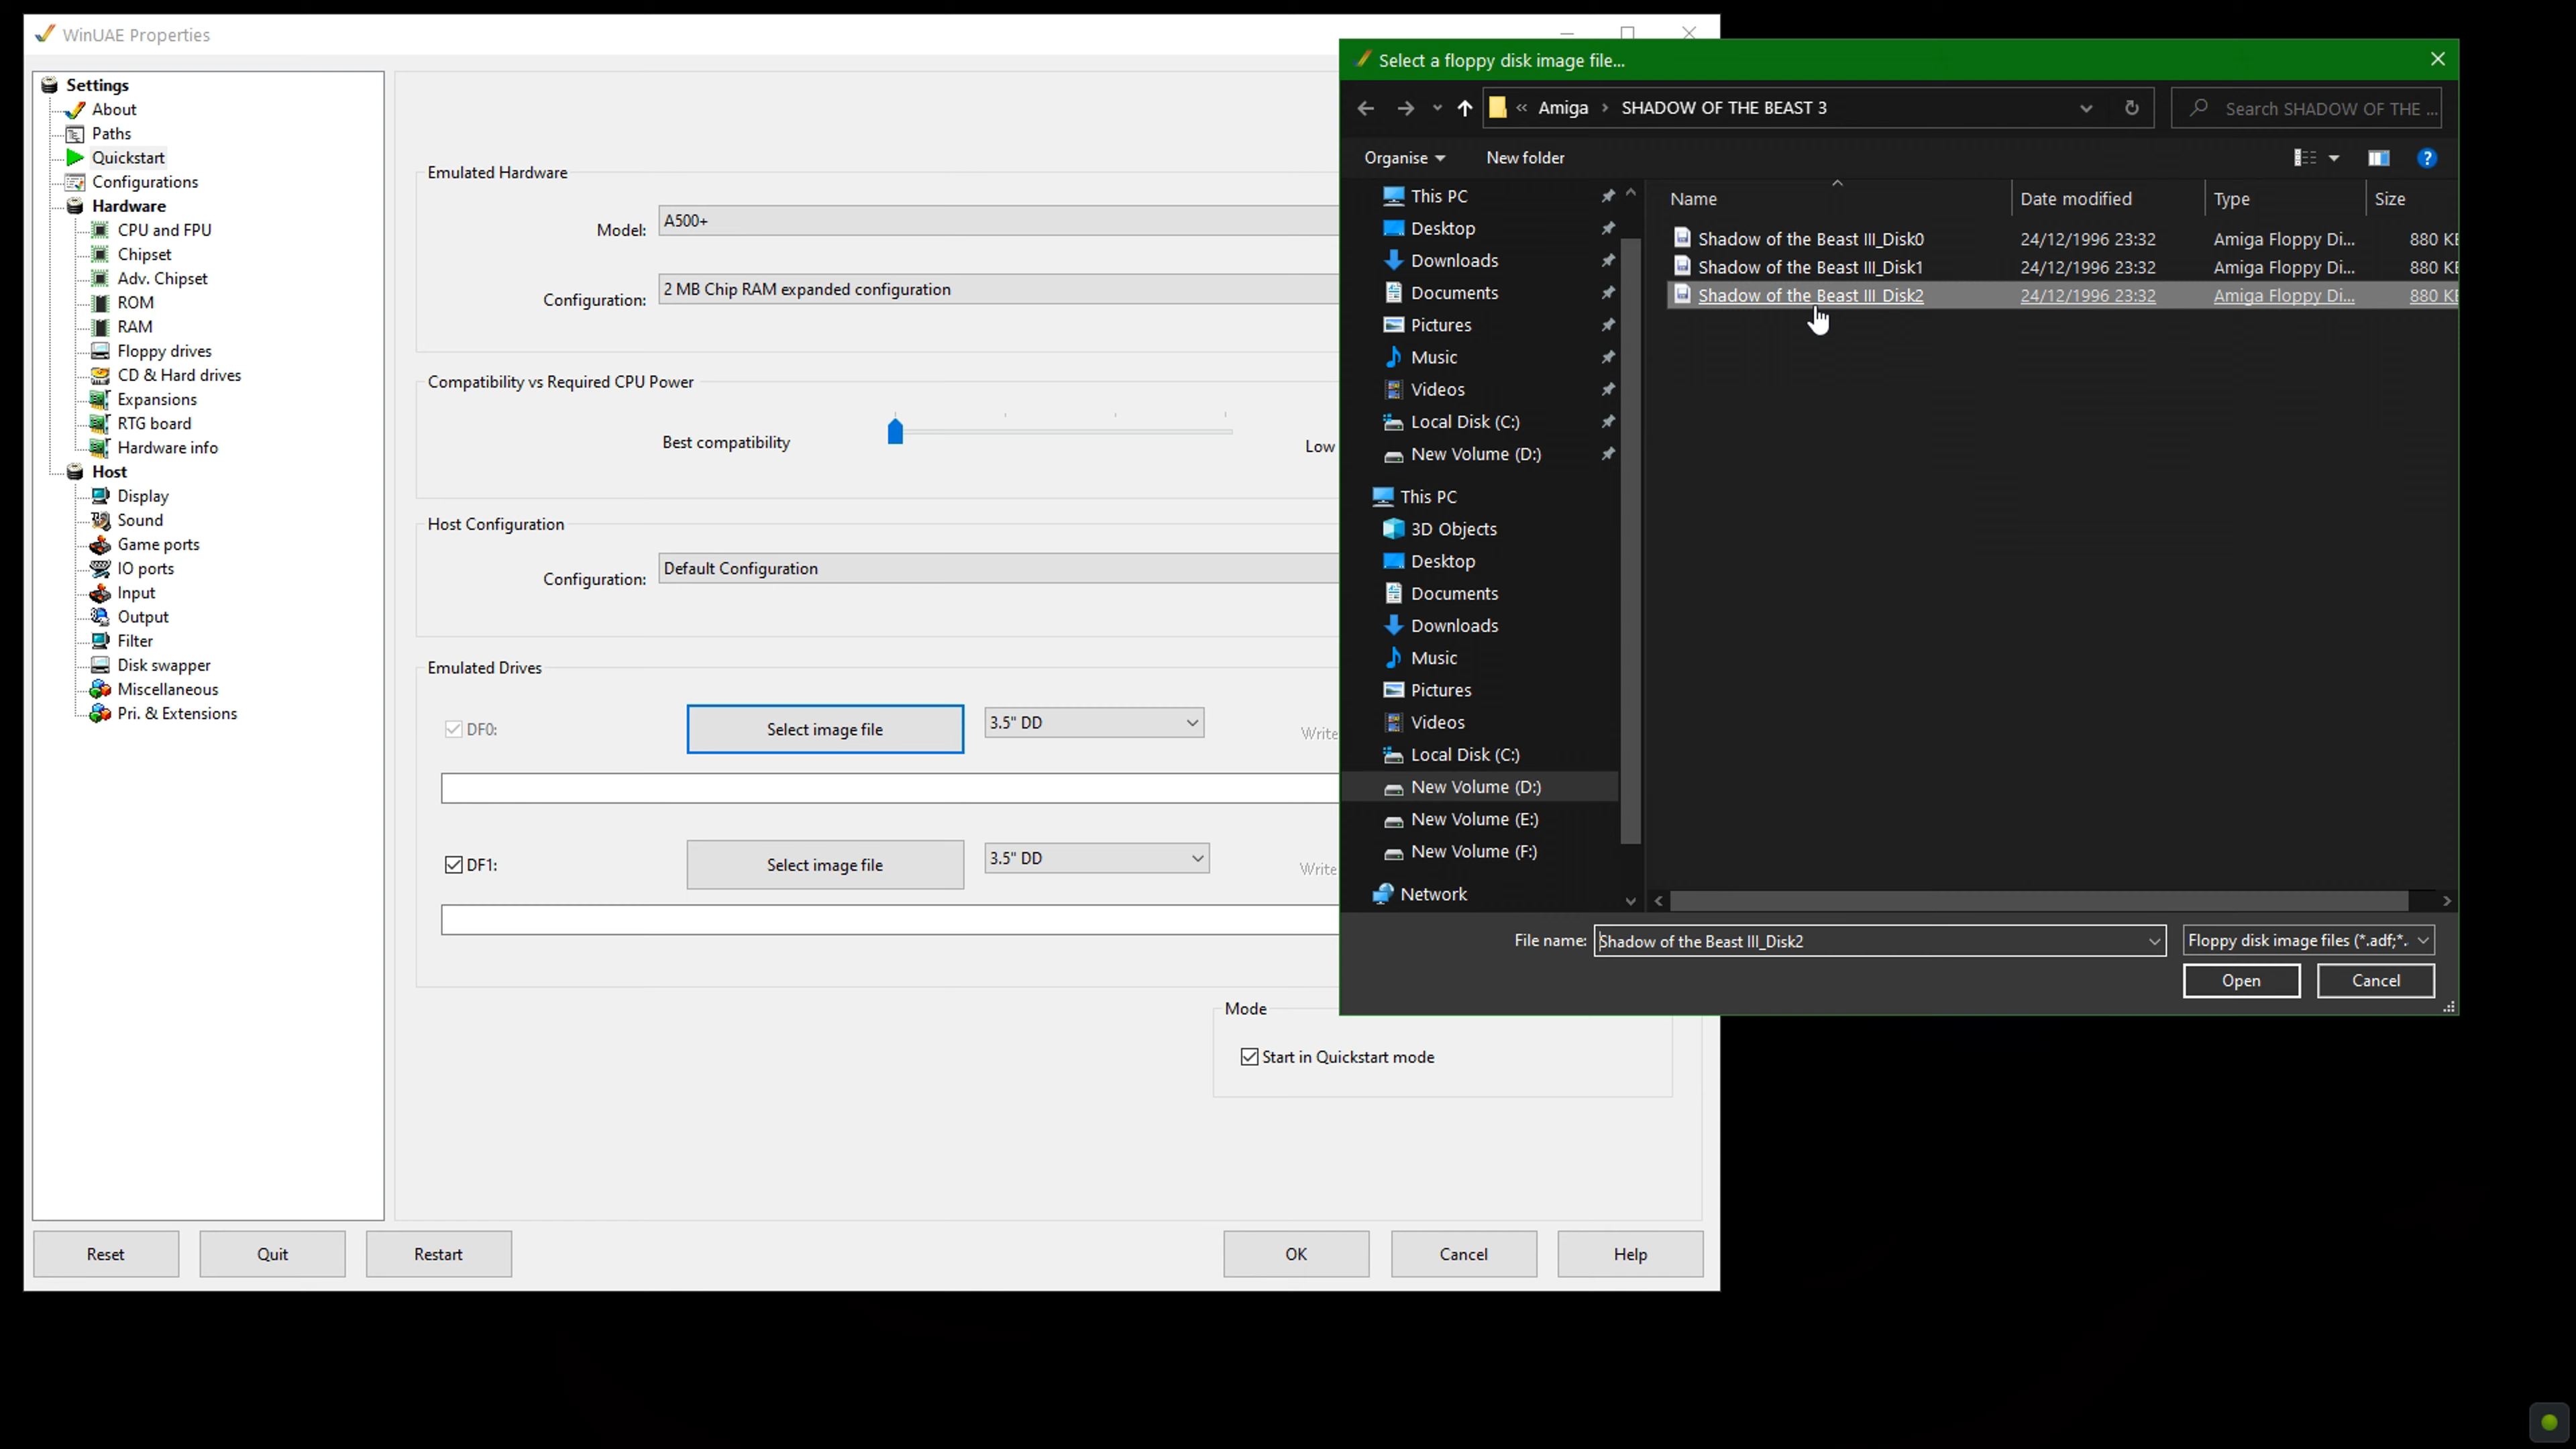 WinUAE Properties
Settings
About
Paths
Quickstart
Configurations
Hardware
CPU and FPU
Chipset
Adv. Chipset
ROM
RAM
Floppy drives
CD & Hard drives
Expansions
RTG board
Hardware info
Host
Display
Sound
Game ports
IO ports
Input
Output
Filter
Disk swapper
Miscellaneous
Pri. & Extensions
Emulated Hardware
Model: A500+
Configuration: 2 MB Chip RAM expanded configuration
Compatibility vs Required CPU Power
Best compatibility Low
Host Configuration
Configuration: Default Configuration
Emulated Drives
DF0: Select image file 3.5" DD Write
DF1: Select image file 3.5" DD Write
Mode
Start in Quickstart mode
Reset Quit Restart OK Cancel Help
Select a floppy disk image file...
« Amiga › SHADOW OF THE BEAST 3
Search SHADOW OF THE ...
Organise New folder
This PC
Desktop
Downloads
Documents
Pictures
Music
Videos
Local Disk (C:)
New Volume (D:)
This PC
3D Objects
Desktop
Documents
Downloads
Music
Pictures
Videos
Local Disk (C:)
New Volume (D:)
New Volume (E:)
New Volume (F:)
Network
Name Date modified Type Size
Shadow of the Beast III_Disk0 24/12/1996 23:32 Amiga Floppy Di... 880 K
Shadow of the Beast III_Disk1 24/12/1996 23:32 Amiga Floppy Di... 880 K
Shadow of the Beast III_Disk2 24/12/1996 23:32 Amiga Floppy Di... 880 K
File name: Shadow of the Beast III_Disk2 Floppy disk image files (*.adf;*.
Open Cancel